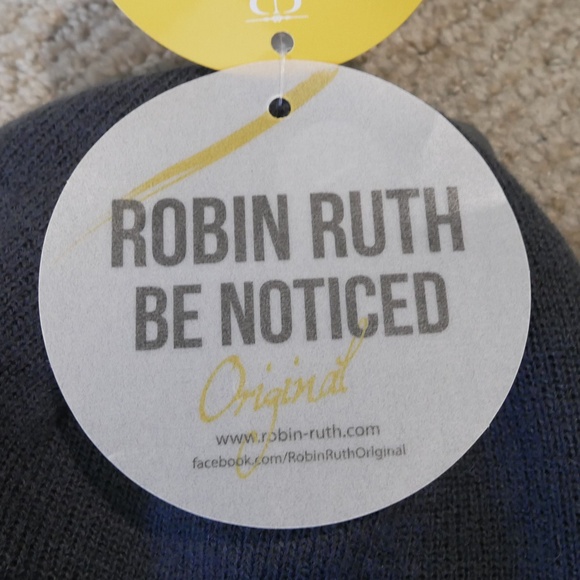 ROBIN RUTH
BE NOTICED
Original
www.robin-ruth.com
facebook.com/RobinRuthOriginal